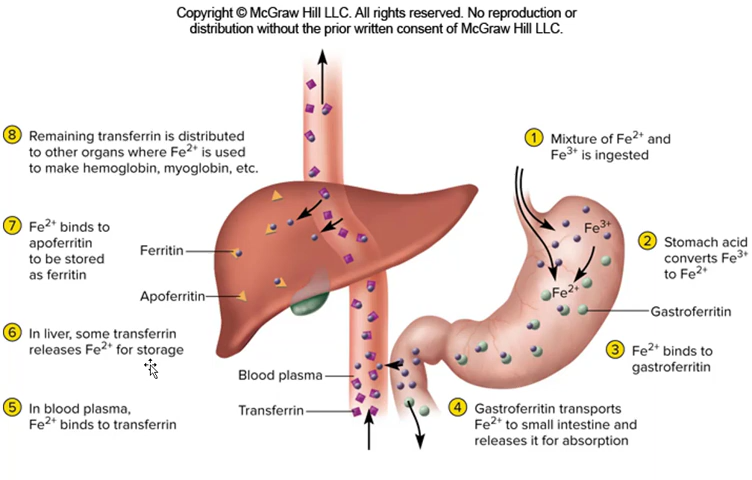 Copyright © McGraw Hill LLC. All rights reserved. No reproduction or
distribution without the prior written consent of McGraw Hill LLC.
1 Mixture of Fe²⁺ and
Fe³⁺ is ingested
2 Stomach acid
converts Fe³⁺
to Fe²⁺
Fe³⁺
Fe²⁺
Gastroferritin
3 Fe²⁺ binds to
gastroferritin
4 Gastroferritin transports
Fe²⁺ to small intestine and
releases it for absorption
5 In blood plasma,
Fe²⁺ binds to transferrin
Blood plasma
Transferrin
6 In liver, some transferrin
releases Fe²⁺ for storage
7 Fe²⁺ binds to
apoferritin
to be stored
as ferritin
Ferritin
Apoferritin
8 Remaining transferrin is distributed
to other organs where Fe²⁺ is used
to make hemoglobin, myoglobin, etc.